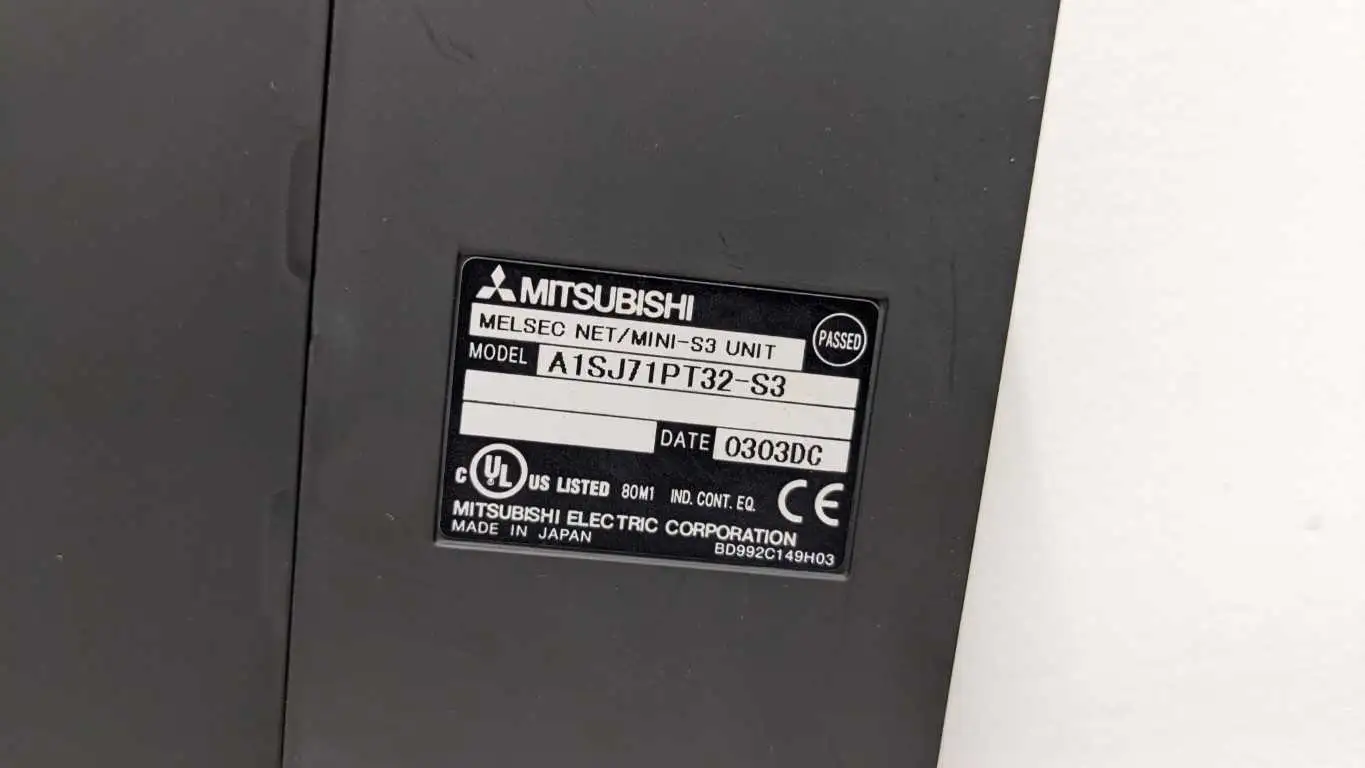 MITSUBISHI
MELSEC NET/MINI-S3 UNIT
PASSED
MODEL A1SJ71PT32-S3
DATE 0303DC
C UL US LISTED 80M1 IND. CONT. EQ. CE
MITSUBISHI ELECTRIC CORPORATION
MADE IN JAPAN BD992C149H03